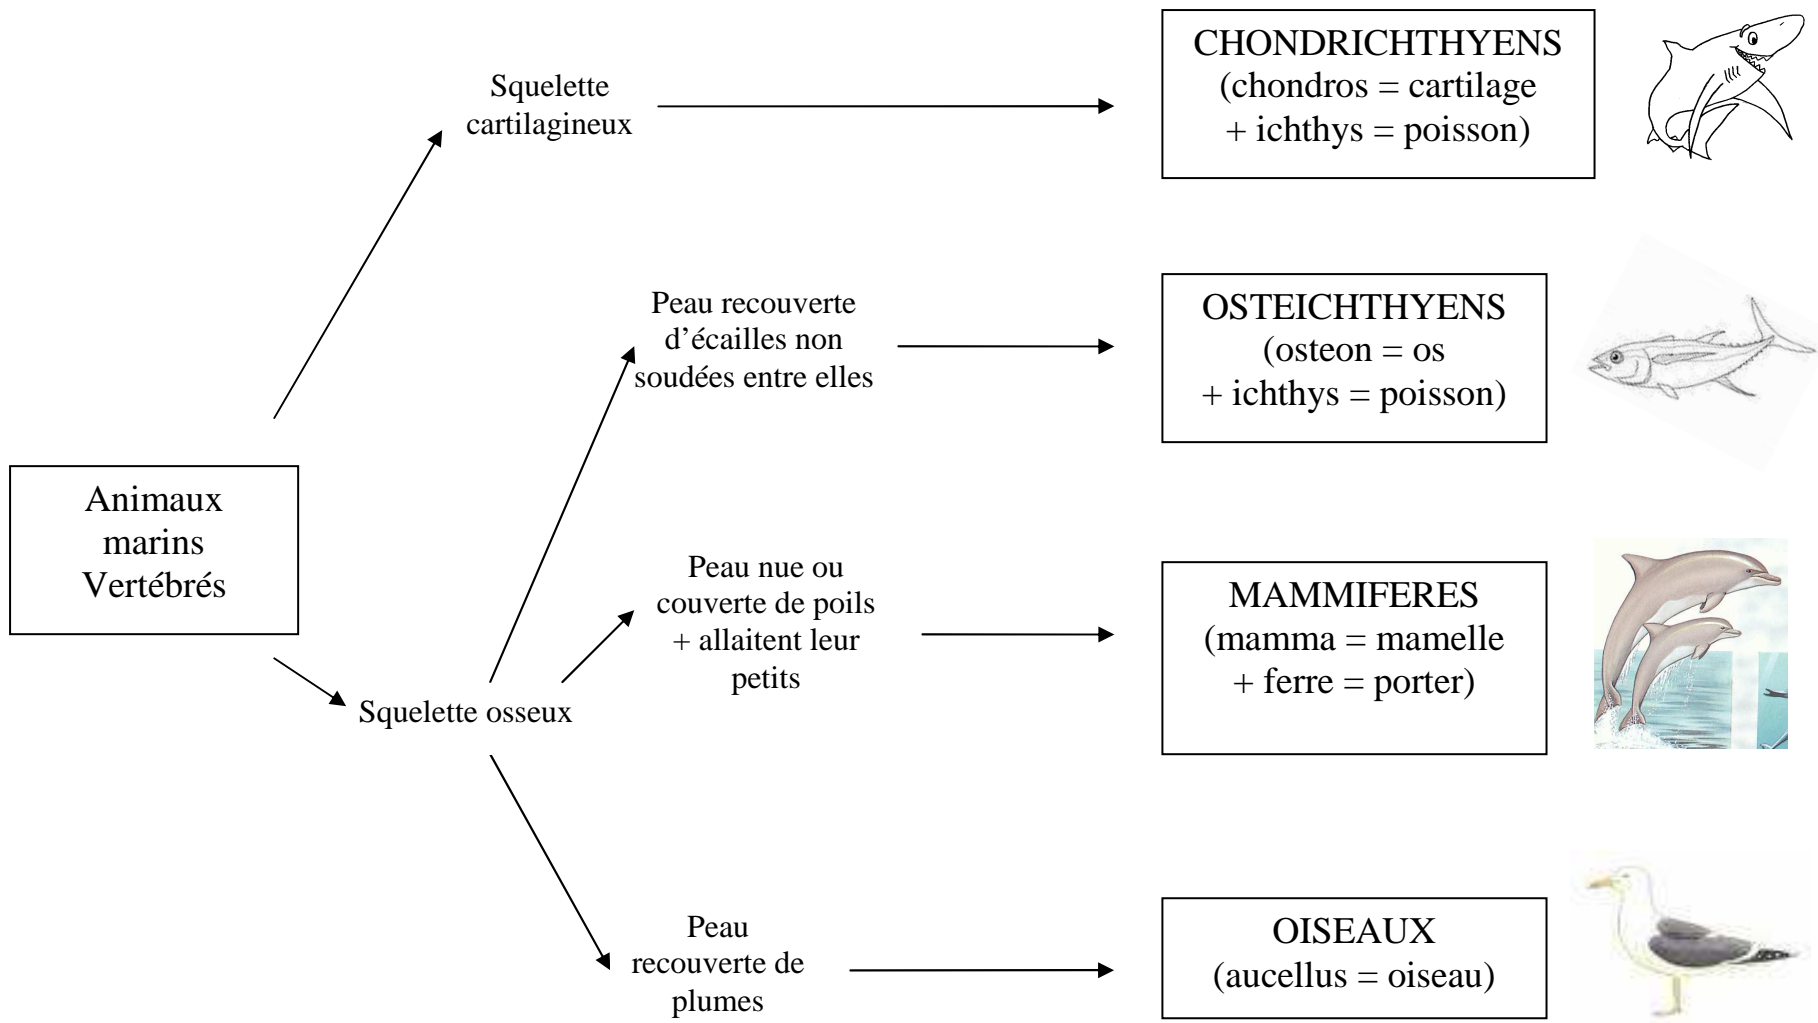 Squelette
cartilagineux
CHONDRICHTHYENS
(chondros = cartilage
+ ichthys = poisson)
Peau recouverte
d’écailles non
soudées entre elles
OSTEICHTHYENS
(osteon = os
+ ichthys = poisson)
Animaux
marins
Vertébrés
Peau nue ou
couverte de poils
+ allaitent leur
petits
MAMMIFERES
(mamma = mamelle
+ ferre = porter)
Squelette osseux
Peau
recouverte de
plumes
OISEAUX
(aucellus = oiseau)